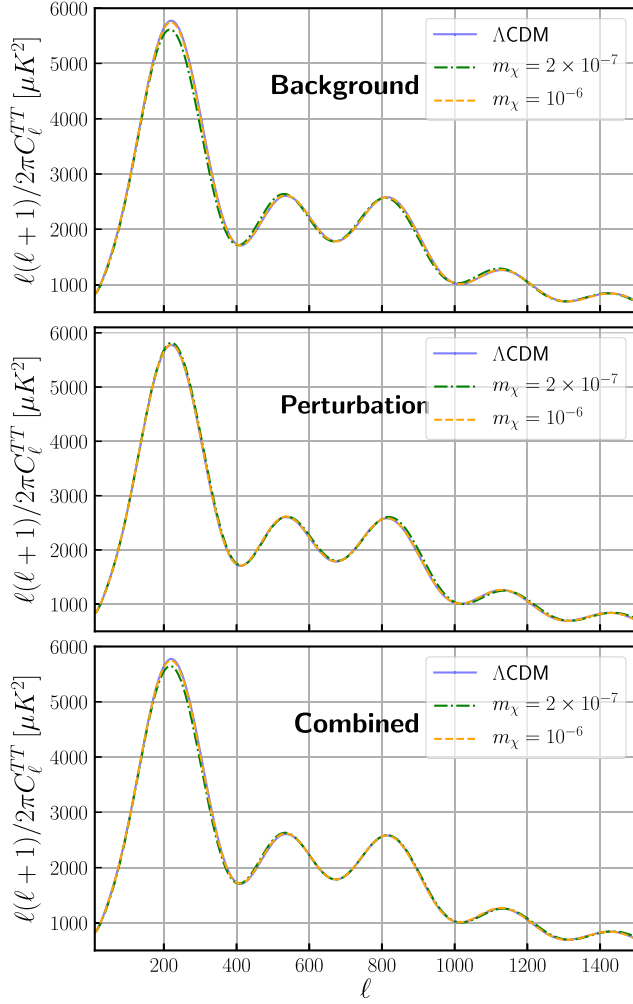 6000
5000
4000
3000
2000
1000
ℓ(ℓ + 1)/2πC_ℓ^{TT} [μK²]
Background
ΛCDM
m_χ = 2 × 10⁻⁷
m_χ = 10⁻⁶
6000
5000
4000
3000
2000
1000
ℓ(ℓ + 1)/2πC_ℓ^{TT} [μK²]
Perturbation
ΛCDM
m_χ = 2 × 10⁻⁷
m_χ = 10⁻⁶
6000
5000
4000
3000
2000
1000
ℓ(ℓ + 1)/2πC_ℓ^{TT} [μK²]
Combined
ΛCDM
m_χ = 2 × 10⁻⁷
m_χ = 10⁻⁶
200 400 600 800 1000 1200 1400
ℓ